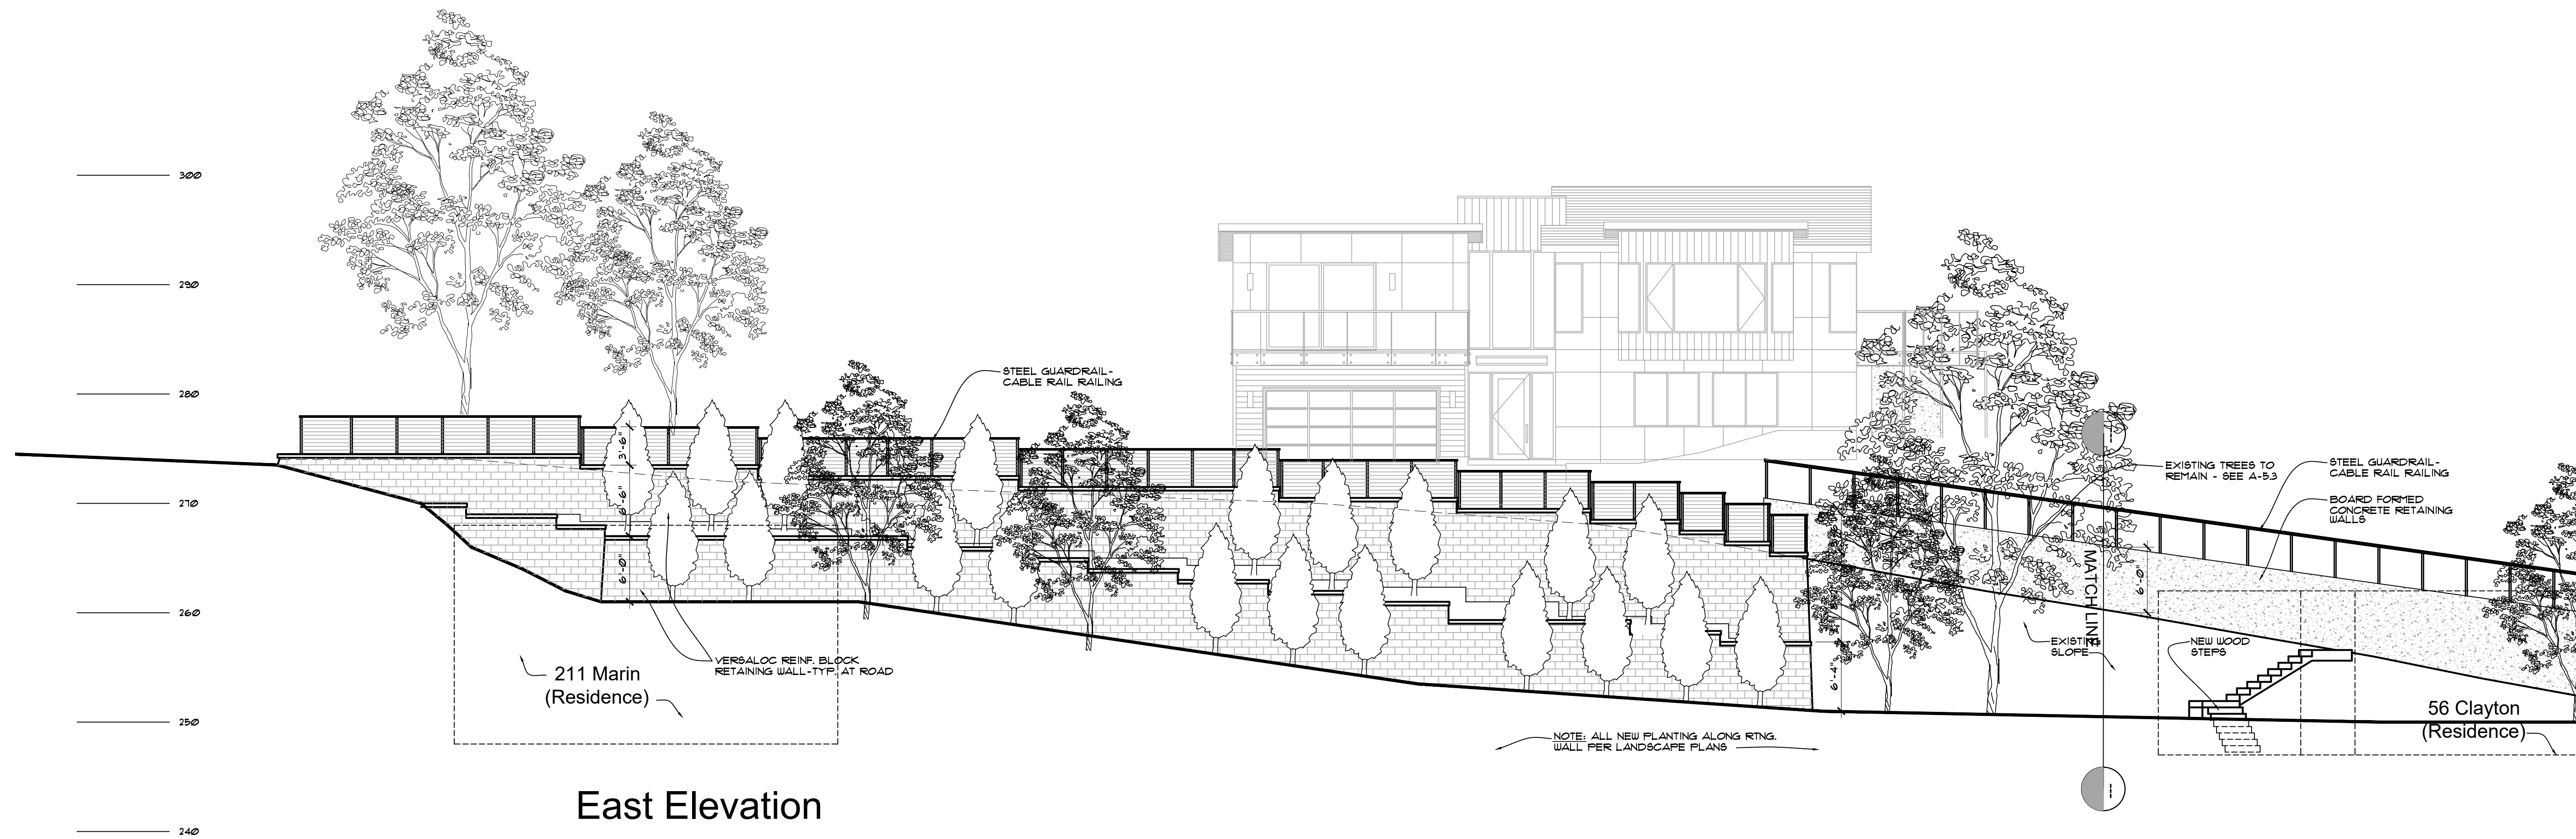 300
290
280
270
260
250
240
STEEL GUARDRAIL-
CABLE RAIL RAILING
3'-6"
6'-6"
6'-0"
VERSALOC REINF. BLOCK
RETAINING WALL-TYP. AT ROAD
211 Marin
(Residence)
East Elevation
NOTE: ALL NEW PLANTING ALONG RTNG.
WALL PER LANDSCAPE PLANS
6'-4"
EXISTING TREES TO
REMAIN - SEE A-5.3
STEEL GUARDRAIL-
CABLE RAIL RAILING
BOARD FORMED
CONCRETE RETAINING
WALLS
MATCH LINE
6'-0"
EXISTING
SLOPE
NEW WOOD
STEPS
56 Clayton
(Residence)
---
---